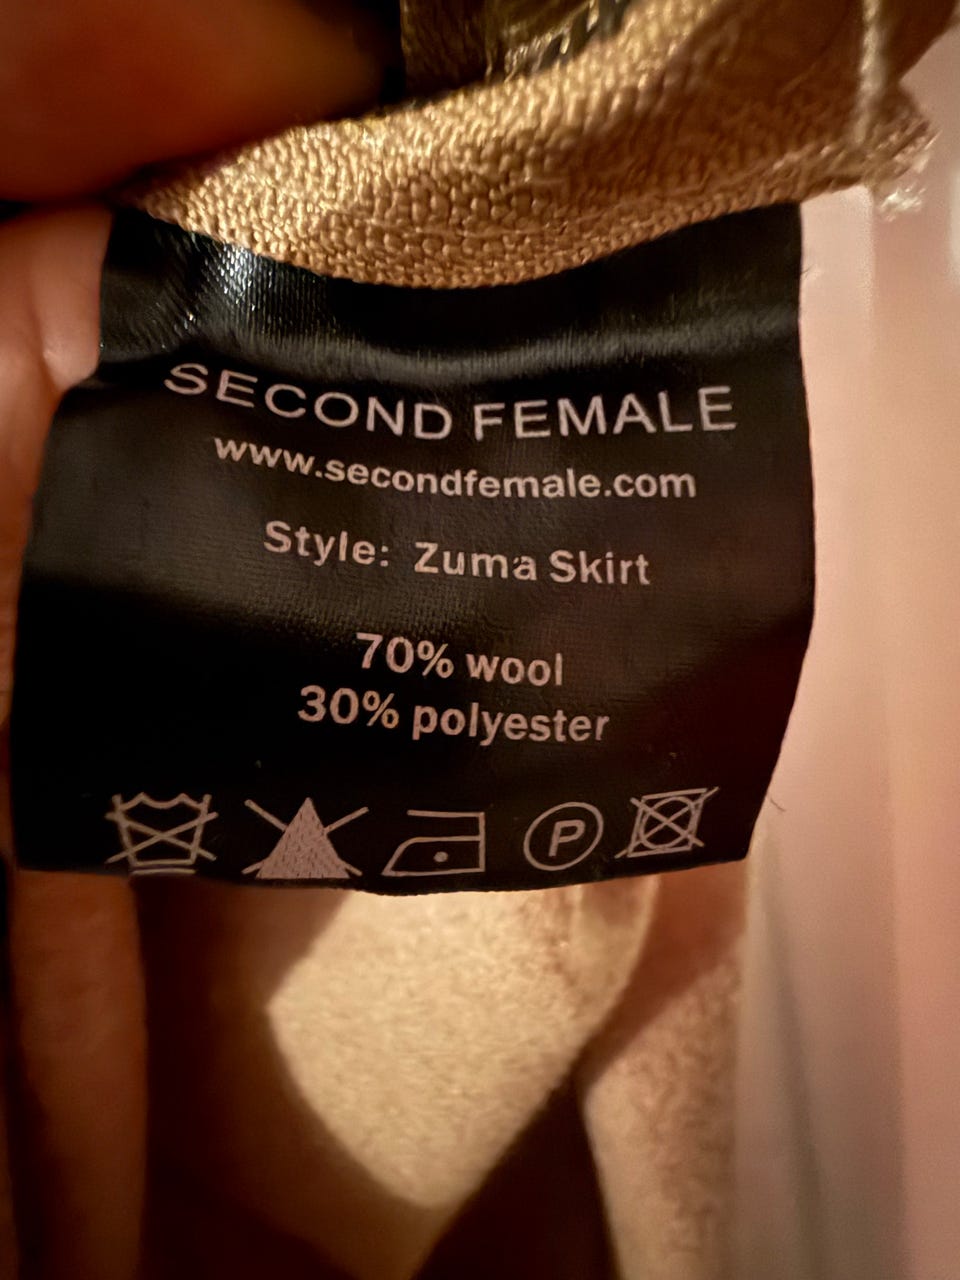 SECOND FEMALE
www.secondfemale.com
Style: Zuma Skirt
70% wool
30% polyester
P